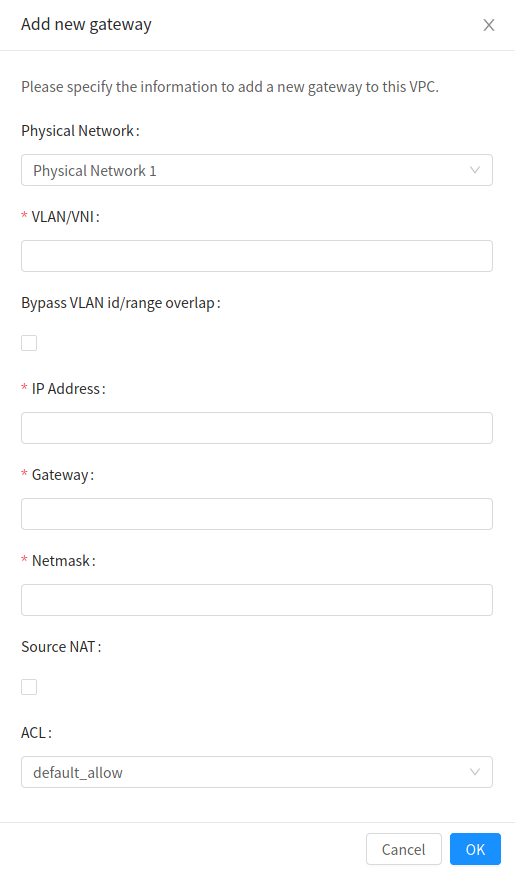 Add new gateway
Please specify the information to add a new gateway to this VPC.
Physical Network:
Physical Network 1
* VLAN/VNI:
Bypass VLAN id/range overlap:
* IP Address:
* Gateway:
* Netmask:
Source NAT:
ACL:
default_allow
Cancel OK